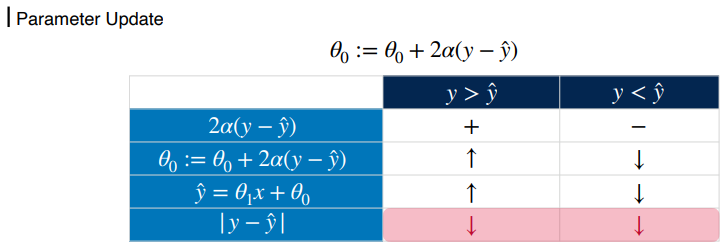 Parameter Update
θ₀ := θ₀ + 2α(y − ŷ)
y > ŷ y < ŷ
2α(y − ŷ) + −
θ₀ := θ₀ + 2α(y − ŷ) ↑ ↓
ŷ = θ₁x + θ₀ ↑ ↓
|y − ŷ| ↓ ↓